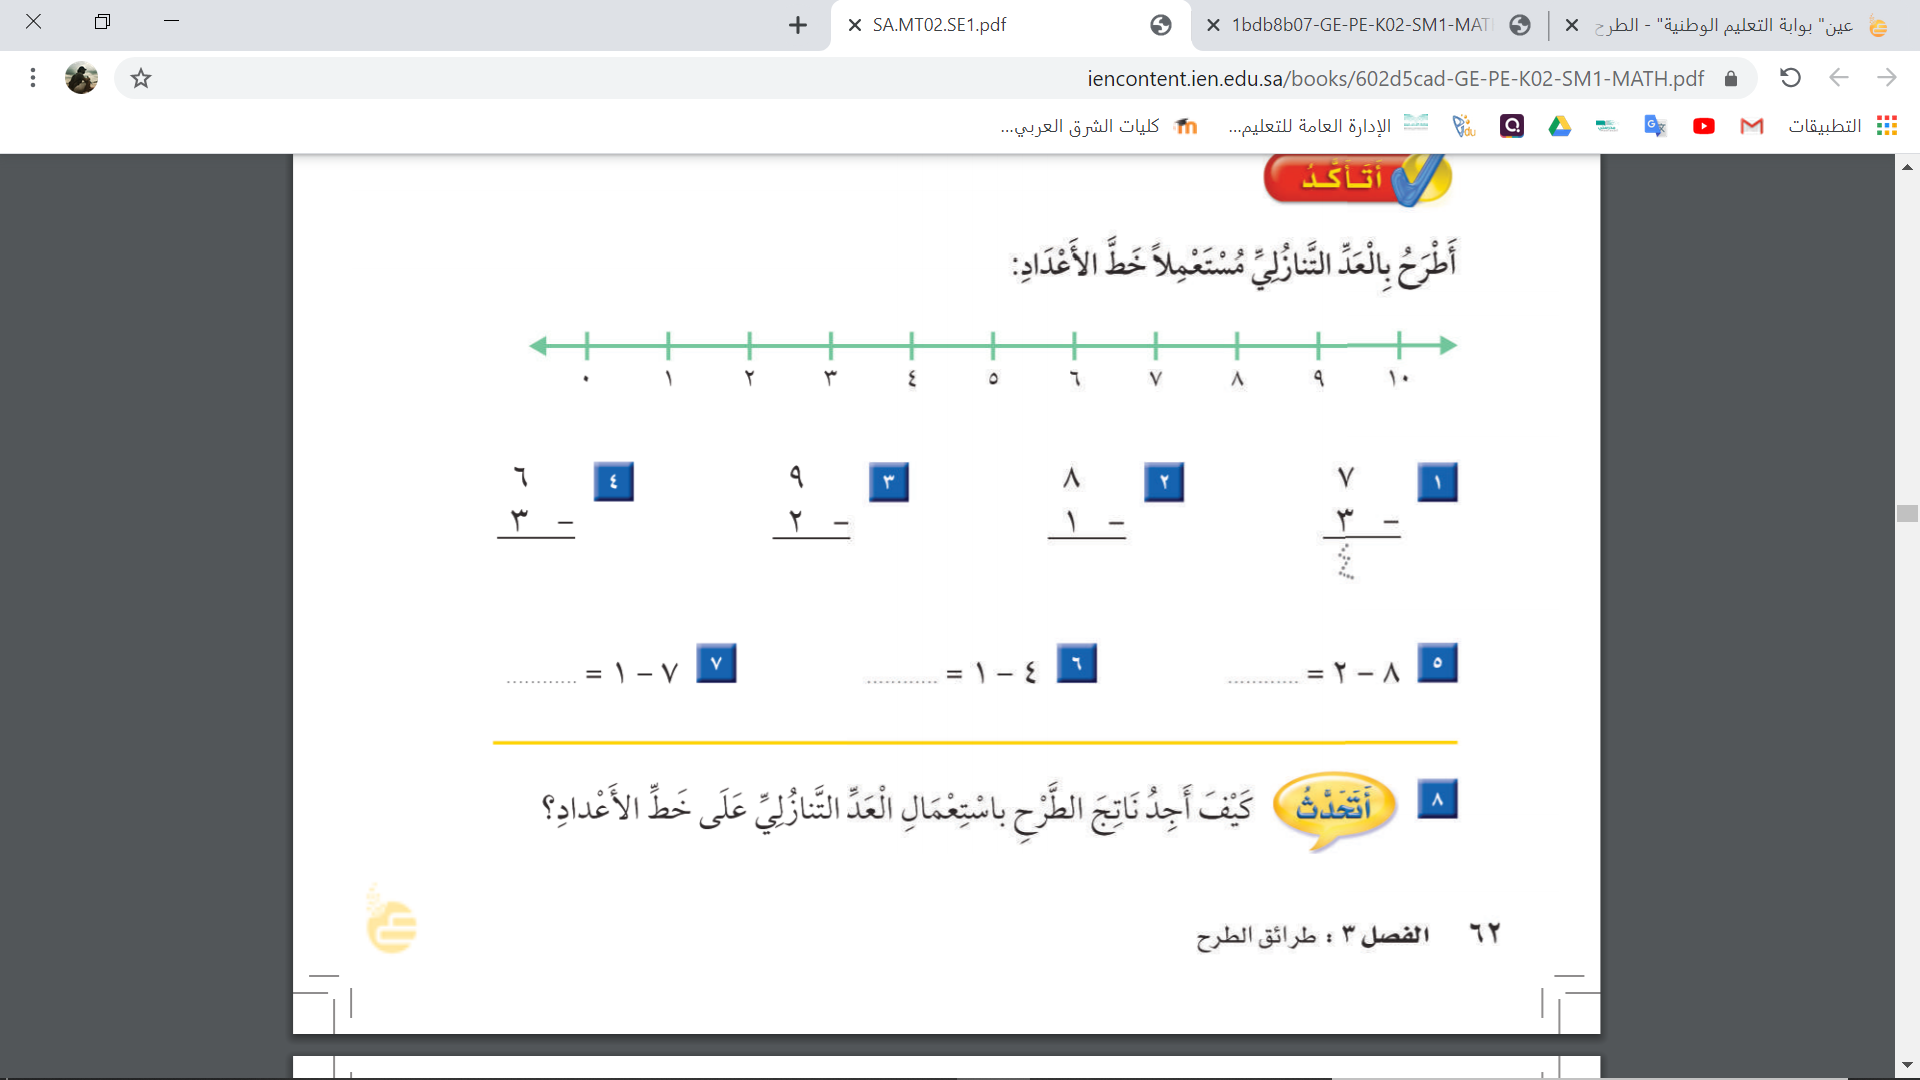 عين" بوابة التعليم الوطنية" - الطرح
1bdb8b07-GE-PE-K02-SM1-MATH
SA.MT02.SE1.pdf
iencontent.ien.edu.sa/books/602d5cad-GE-PE-K02-SM1-MATH.pdf
التطبيقات
الإدارة العامة للتعليم...
كليات الشرق العربي...
أَتَأَكَّدُ
أَطْرَحُ بِالْعَدِّ التَّنازُلِيِّ مُسْتَعْمِلاً خَطَّ الأَعْدَادِ:
٠ ١ ٢ ٣ ٤ ٥ ٦ ٧ ٨ ٩ ١٠
١ ٧ ٢ ٨ ٣ ٩ ٤ ٦
- ٣ - ١ - ٢ - ٣
٤
٥ ٨ - ٢ = ............ ٦ ٤ - ١ = ............ ٧ ٧ - ١ = ............
٨ أَتَحَدَّثُ كَيْفَ أَجِدُ نَاتِجَ الطَّرْحِ باسْتِعْمَالِ الْعَدِّ التَّنازُلِيِّ عَلَى خَطِّ الأَعْدادِ؟
٦٢ الفصل ٣ : طرائق الطرح